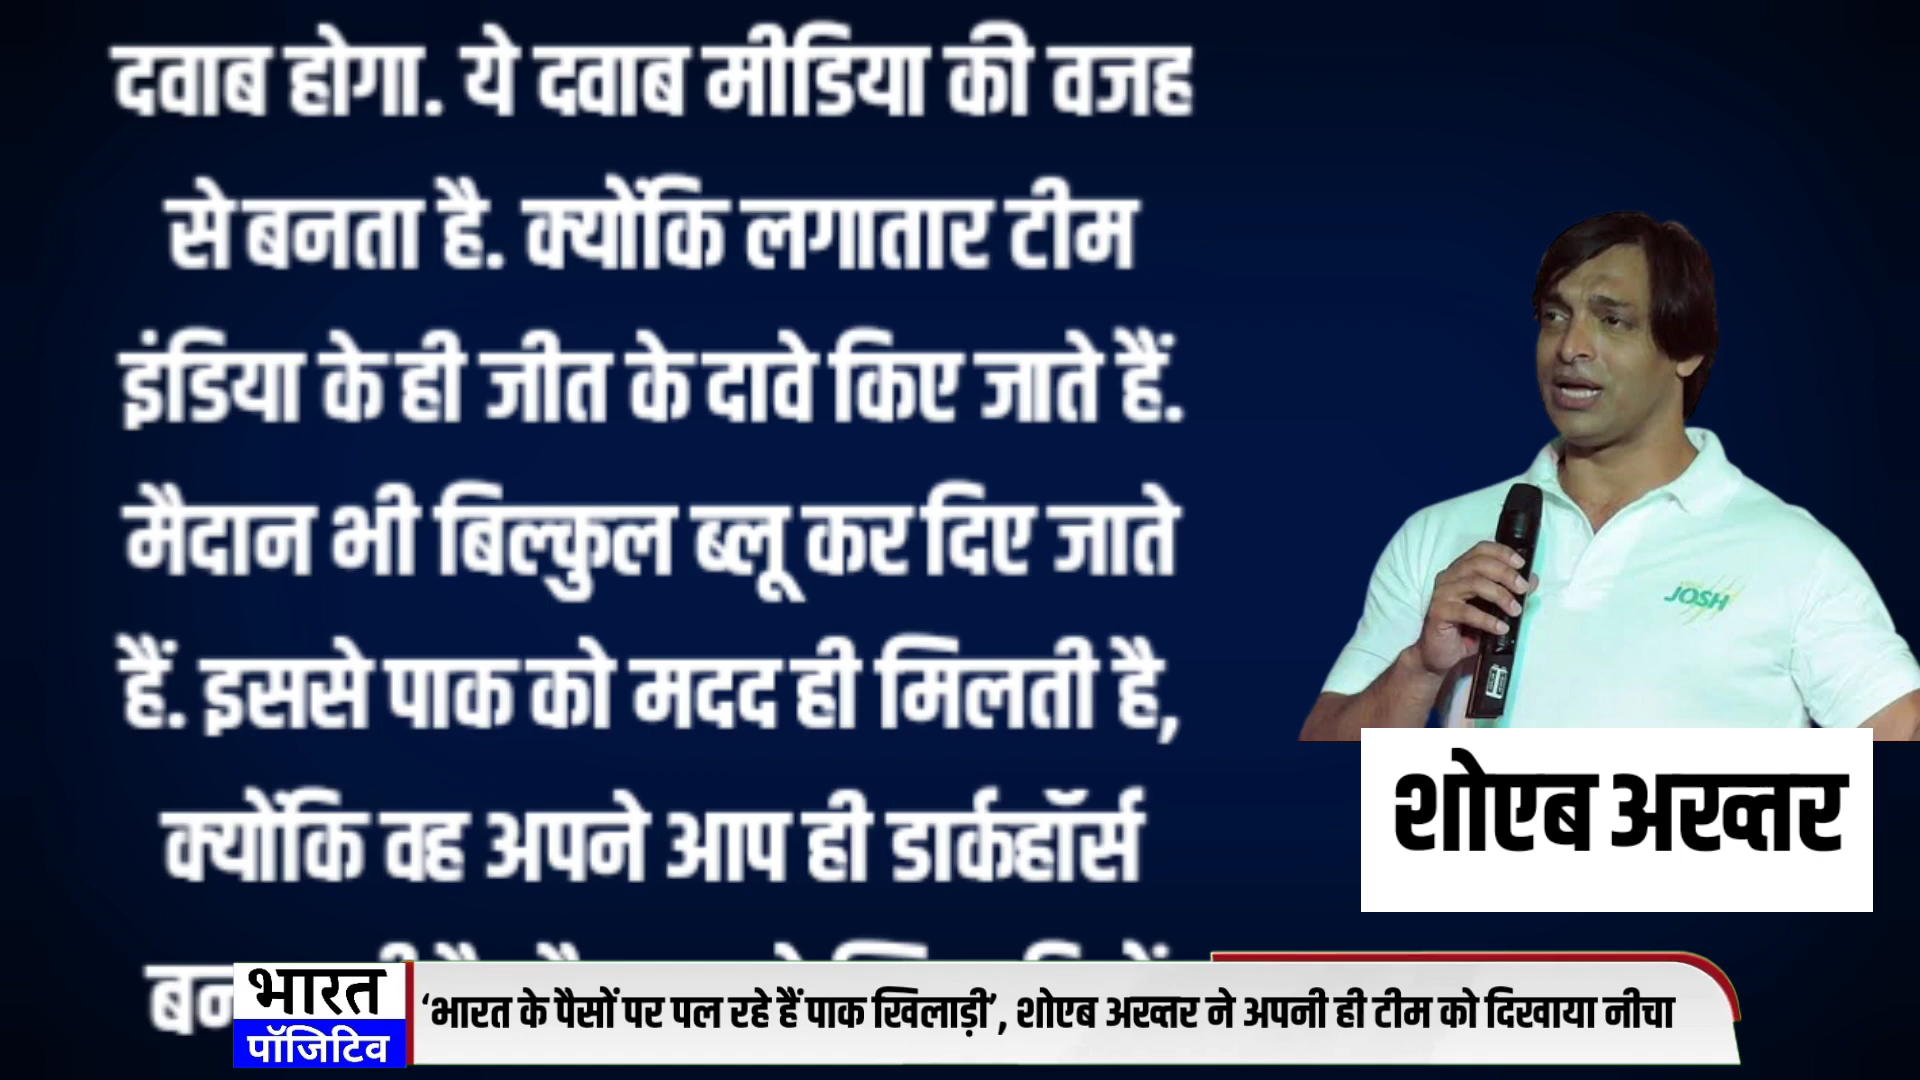 दवाब होगा. ये दवाब मीडिया की वजह
से बनता है. क्योंकि लगातार टीम
इंडिया के ही जीत के दावे किए जाते हैं.
मैदान भी बिल्कुल ब्लू कर दिए जाते
हैं. इससे पाक को मदद ही मिलती है,
क्योंकि वह अपने आप ही डार्कहॉर्स
JOSH
शोएब अख्तर
भारत
पॉजिटिव
‘भारत के पैसों पर पल रहे हैं पाक खिलाड़ी’, शोएब अख्तर ने अपनी ही टीम को दिखाया नीचा